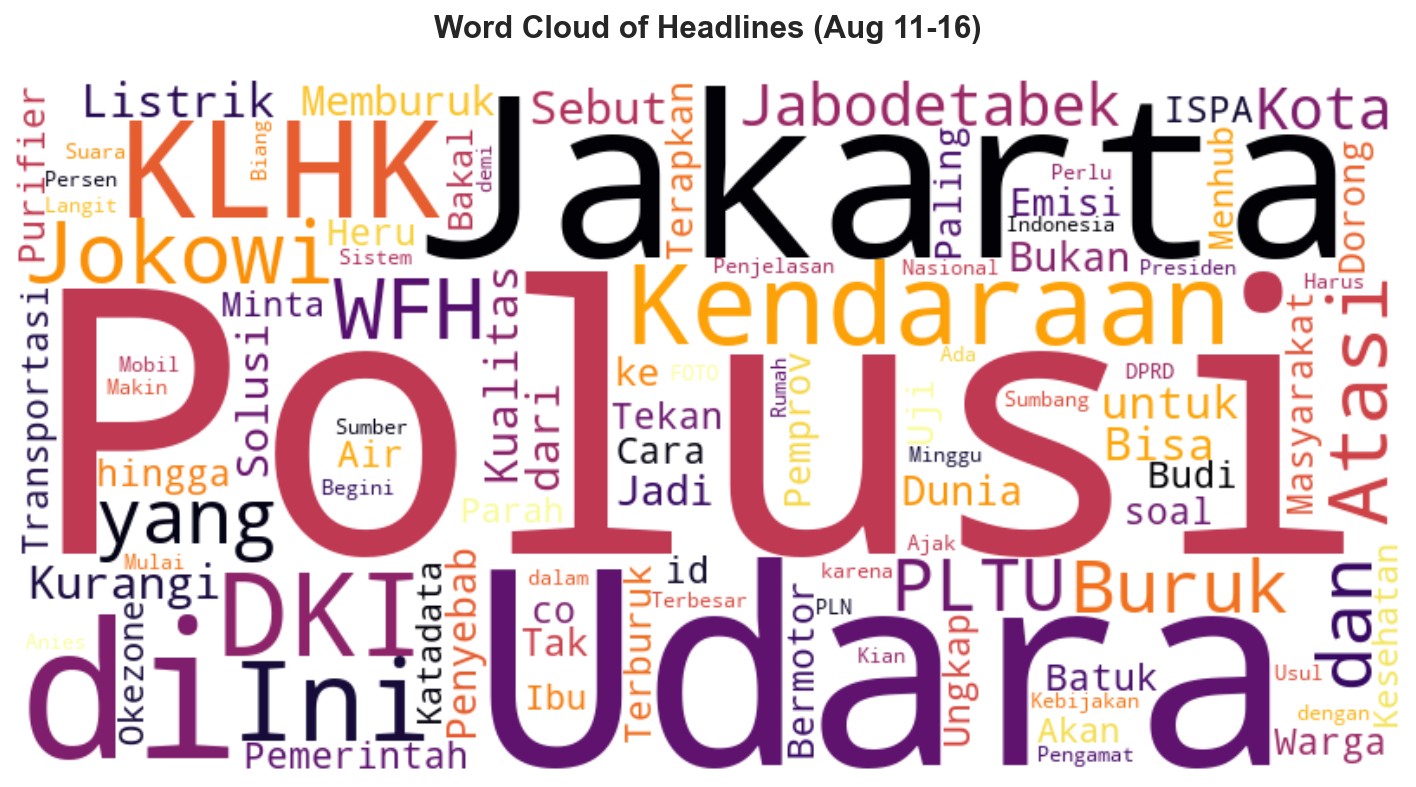 Word Cloud of Headlines (Aug 11-16)
Purifier
Listrik
Memburuk
Sebut
Jabodetabek
ISPA
Kota
Suara
Persen
Langit
KLHK
Biang
Bakal
demi
Jakarta
Terapkan
Paling
Perlu
Emisi
Indonesia
Menhub
Dorong
Jokowi
Heru
Sistem
Penjelasan
Nasional
Bukan
Presiden
Harus
Transportasi
Minta
WFH
Kualitas
Kendaraan
Masyarakat
Atasi
Polusi
Mobil
Makin
Solusi
dari
ke
FOTO
Rumah
Pemprov
Ada
Uji
Sumbang
DPRD
untuk
Sumber
Air
Begini
Tekan
Cara
Jadi
Minggu
Dunia
Bisa
Budi
soal
hingga
yang
Parah
Mulai
Kurangi
DKI
Katadata
Penyebab
dalam
co
Tak
Ibu
Terburuk
id
Terbesar
Bermotor
karena
PLN
Ajak
PLTU
Buruk
dan
Kesehatan
Anies
di
Okezone
Ini
Pemerintah
Udara
Kian
Ungkap
Batuk
Kebijakan
Akan
Pengamat
Usul
dengan
Warga